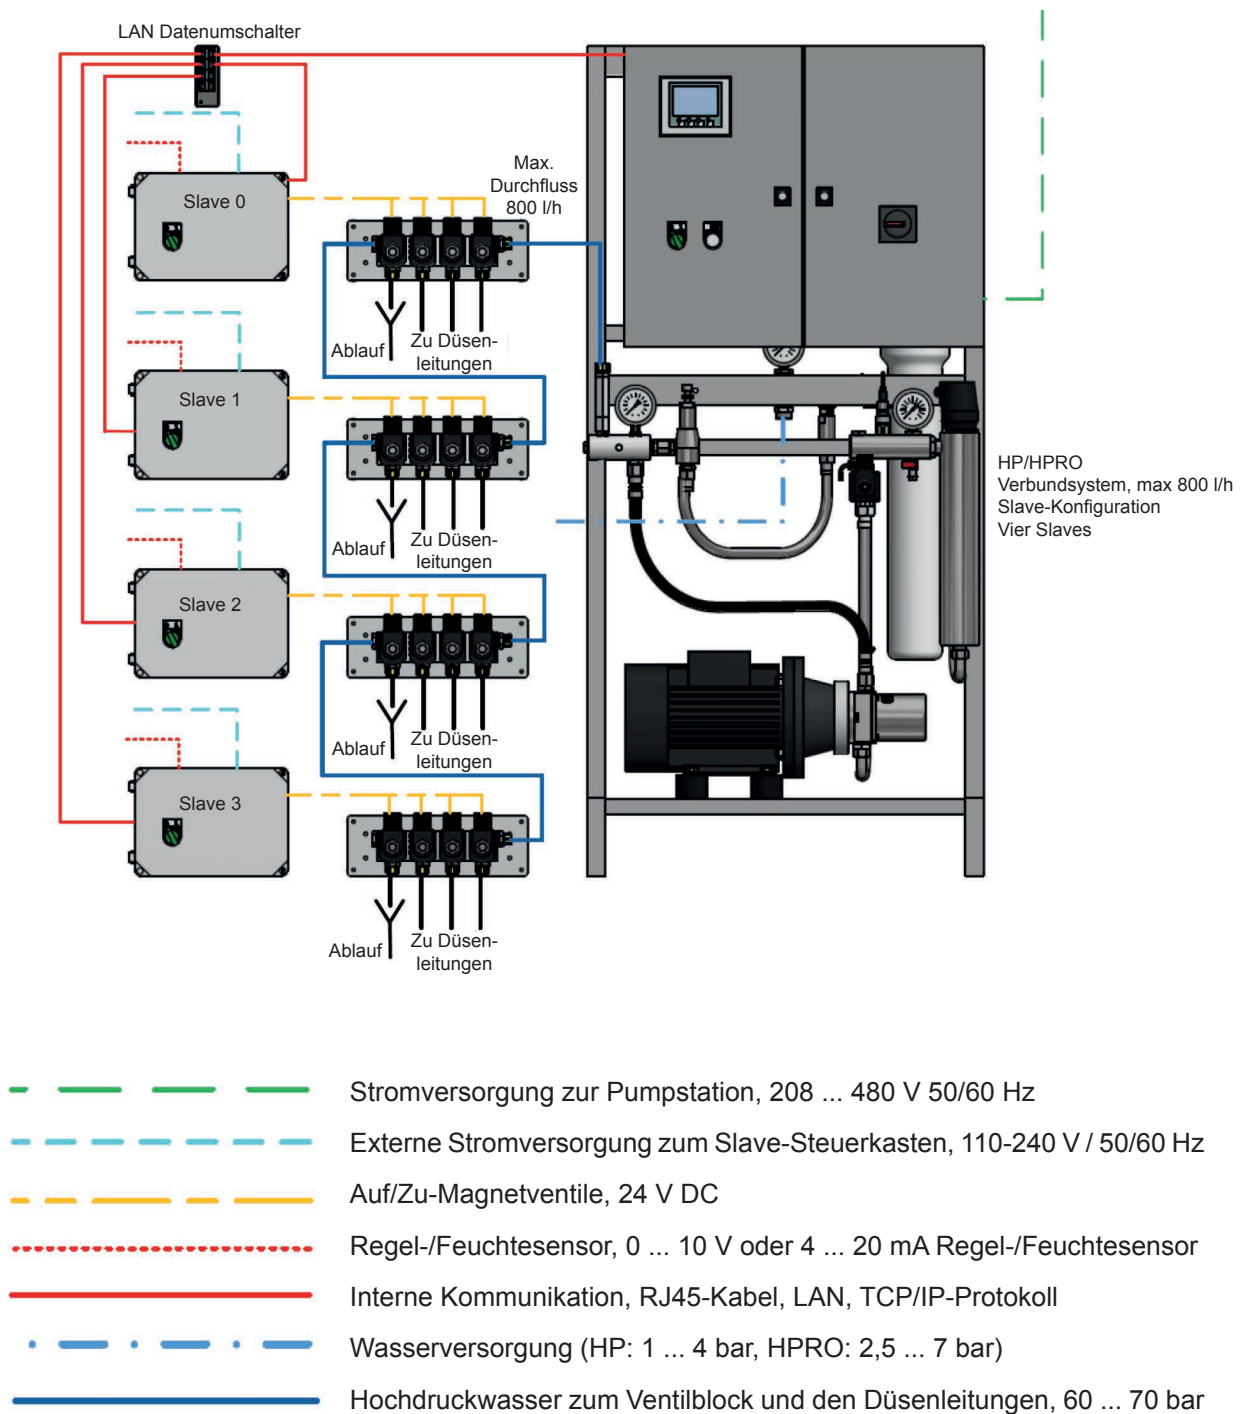 LAN Datenumschalter
Max.
Durchfluss
800 l/h
Slave 0
Ablauf
Zu Düsen-
leitungen
Slave 1
Ablauf
Zu Düsen-
leitungen
HP/HPRO
Verbundsystem, max 800 l/h
Slave-Konfiguration
Vier Slaves
Slave 2
Ablauf
Zu Düsen-
leitungen
Slave 3
Ablauf
Zu Düsen-
leitungen
Stromversorgung zur Pumpstation, 208 ... 480 V 50/60 Hz
Externe Stromversorgung zum Slave-Steuerkasten, 110-240 V / 50/60 Hz
Auf/Zu-Magnetventile, 24 V DC
Regel-/Feuchtesensor, 0 ... 10 V oder 4 ... 20 mA Regel-/Feuchtesensor
Interne Kommunikation, RJ45-Kabel, LAN, TCP/IP-Protokoll
Wasserversorgung (HP: 1 ... 4 bar, HPRO: 2,5 ... 7 bar)
Hochdruckwasser zum Ventilblock und den Düsenleitungen, 60 ... 70 bar